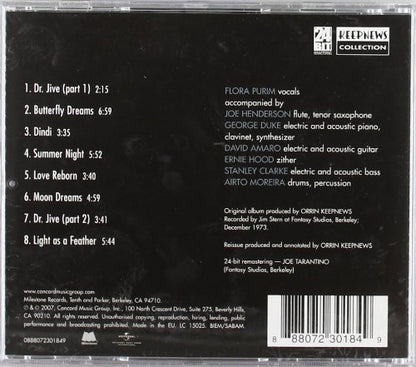 24
BIT
KEEPNEWS
COLLECTION
1. Dr. Jive (part 1) 2:15
2. Butterfly Dreams 6:59
3. Dindi 3:35
4. Summer Night 5:52
5. Love Reborn 3:40
6. Moon Dreams 4:59
7. Dr. Jive (part 2) 3:41
8. Light as a Feather 5:44
FLORA PURIM vocals
accompanied by
JOE HENDERSON flute, tenor saxophone
GEORGE DUKE electric and acoustic piano,
clavinet, synthesizer
DAVID AMARO electric and acoustic guitar
ERNIE HOOD zither
STANLEY CLARKE electric and acoustic bass
AIRTO MOREIRA drums, percussion
Original album produced by ORRIN KEEPNEWS
Recorded by Jim Stern at Fantasy Studios, Berkeley;
December 1973.
Reissue produced and annotated by ORRIN KEEPNEWS
24-bit remastering — JOE TARANTINO
(Fantasy Studios, Berkeley)
www.concordmusicgroup.com
Milestone Records, Tenth and Parker, Berkeley, CA 94710.
℗ & © 2007, Concord Music Group, Inc., 100 North Crescent Drive, Suite 275, Beverly Hills,
CA 90210. All rights reserved. Unauthorised copying, reproduction, hiring, lending, public
performance and broadcasting prohibited. Made in the EU. LC 15025. BIEM/SABAM.
0888072301849
UNIVERSAL
8 88072 30184 9